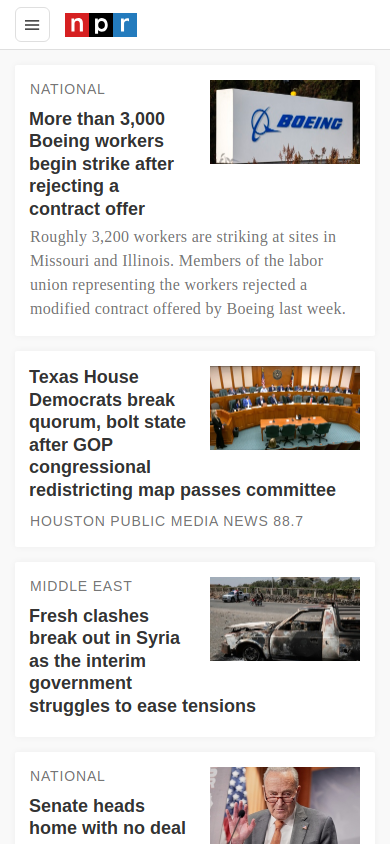 npr
NATIONAL
More than 3,000
Boeing workers
begin strike after
rejecting a
contract offer
BOEING
Roughly 3,200 workers are striking at sites in
Missouri and Illinois. Members of the labor
union representing the workers rejected a
modified contract offered by Boeing last week.
Texas House
Democrats break
quorum, bolt state
after GOP
congressional
redistricting map passes committee
HOUSTON PUBLIC MEDIA NEWS 88.7
MIDDLE EAST
Fresh clashes
break out in Syria
as the interim
government
struggles to ease tensions
NATIONAL
Senate heads
home with no deal